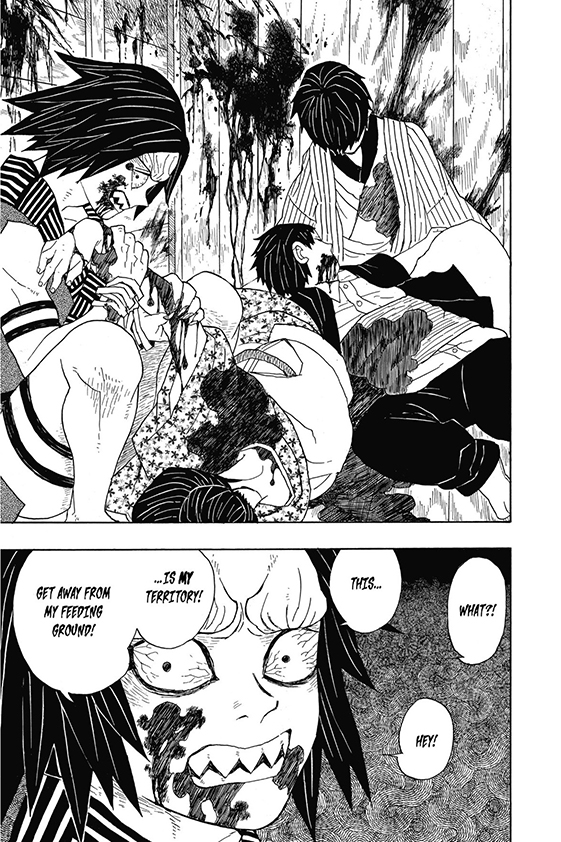 WHAT?!
HEY!
THIS...
...IS MY
TERRITORY!
GET AWAY FROM
MY FEEDING
GROUND!